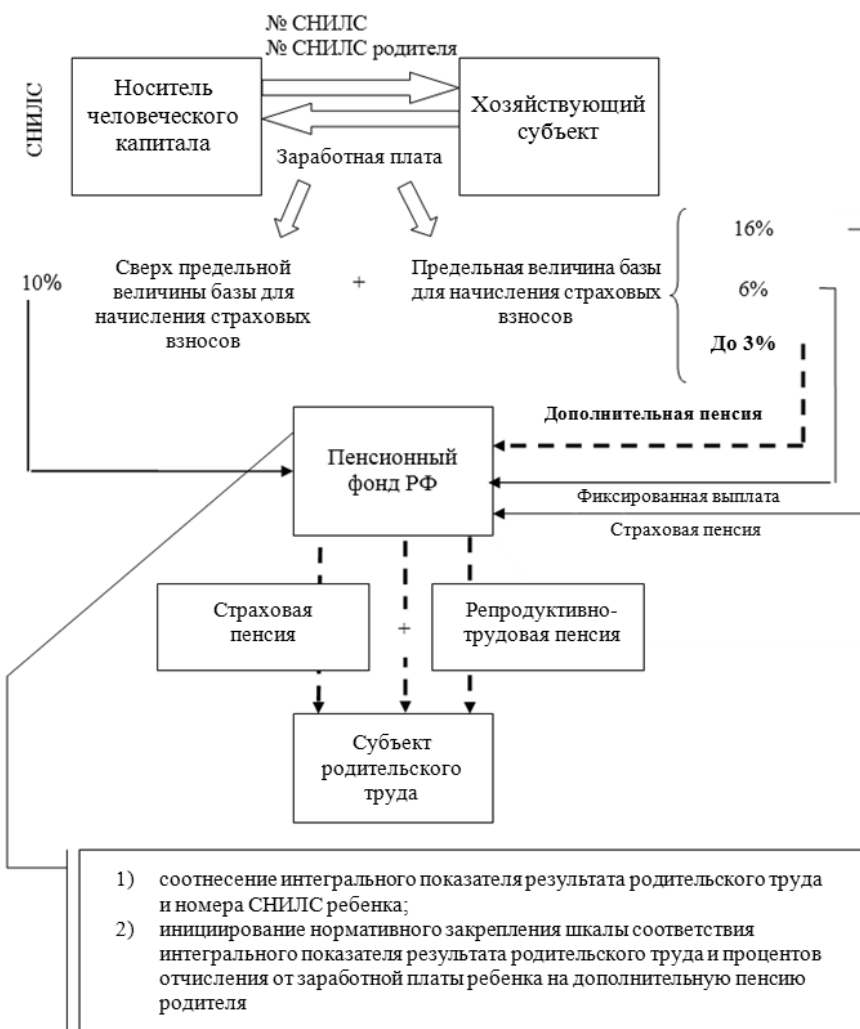 № СНИЛС
№ СНИЛС родителя
СНИЛС
Носитель
человеческого
капитала
Хозяйствующий
субъект
Заработная плата
10%
Сверх предельной
величины базы для
начисления страховых
взносов
+
Предельная величина базы
для начисления страховых
взносов
16%
6%
До 3%
Дополнительная пенсия
Пенсионный
фонд РФ
Фиксированная выплата
Страховая пенсия
Страховая
пенсия
+
Репродуктивно-
трудовая пенсия
Субъект
родительского
труда
1) соотнесение интегрального показателя результата родительского труда
и номера СНИЛС ребенка;
2) инициирование нормативного закрепления шкалы соответствия
интегрального показателя результата родительского труда и процентов
отчисления от заработной платы ребенка на дополнительную пенсию
родителя